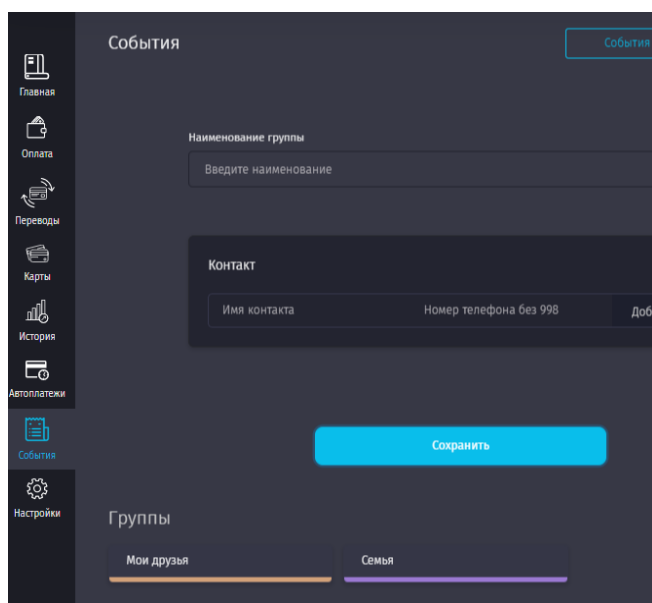 События
События
Главная
Оплата
Переводы
Карты
История
Автоплатежи
События
Настройки
Наименование группы
Введите наименование
Контакт
Имя контакта
Номер телефона без 998
Сохранить
Группы
Мои друзья
Семья